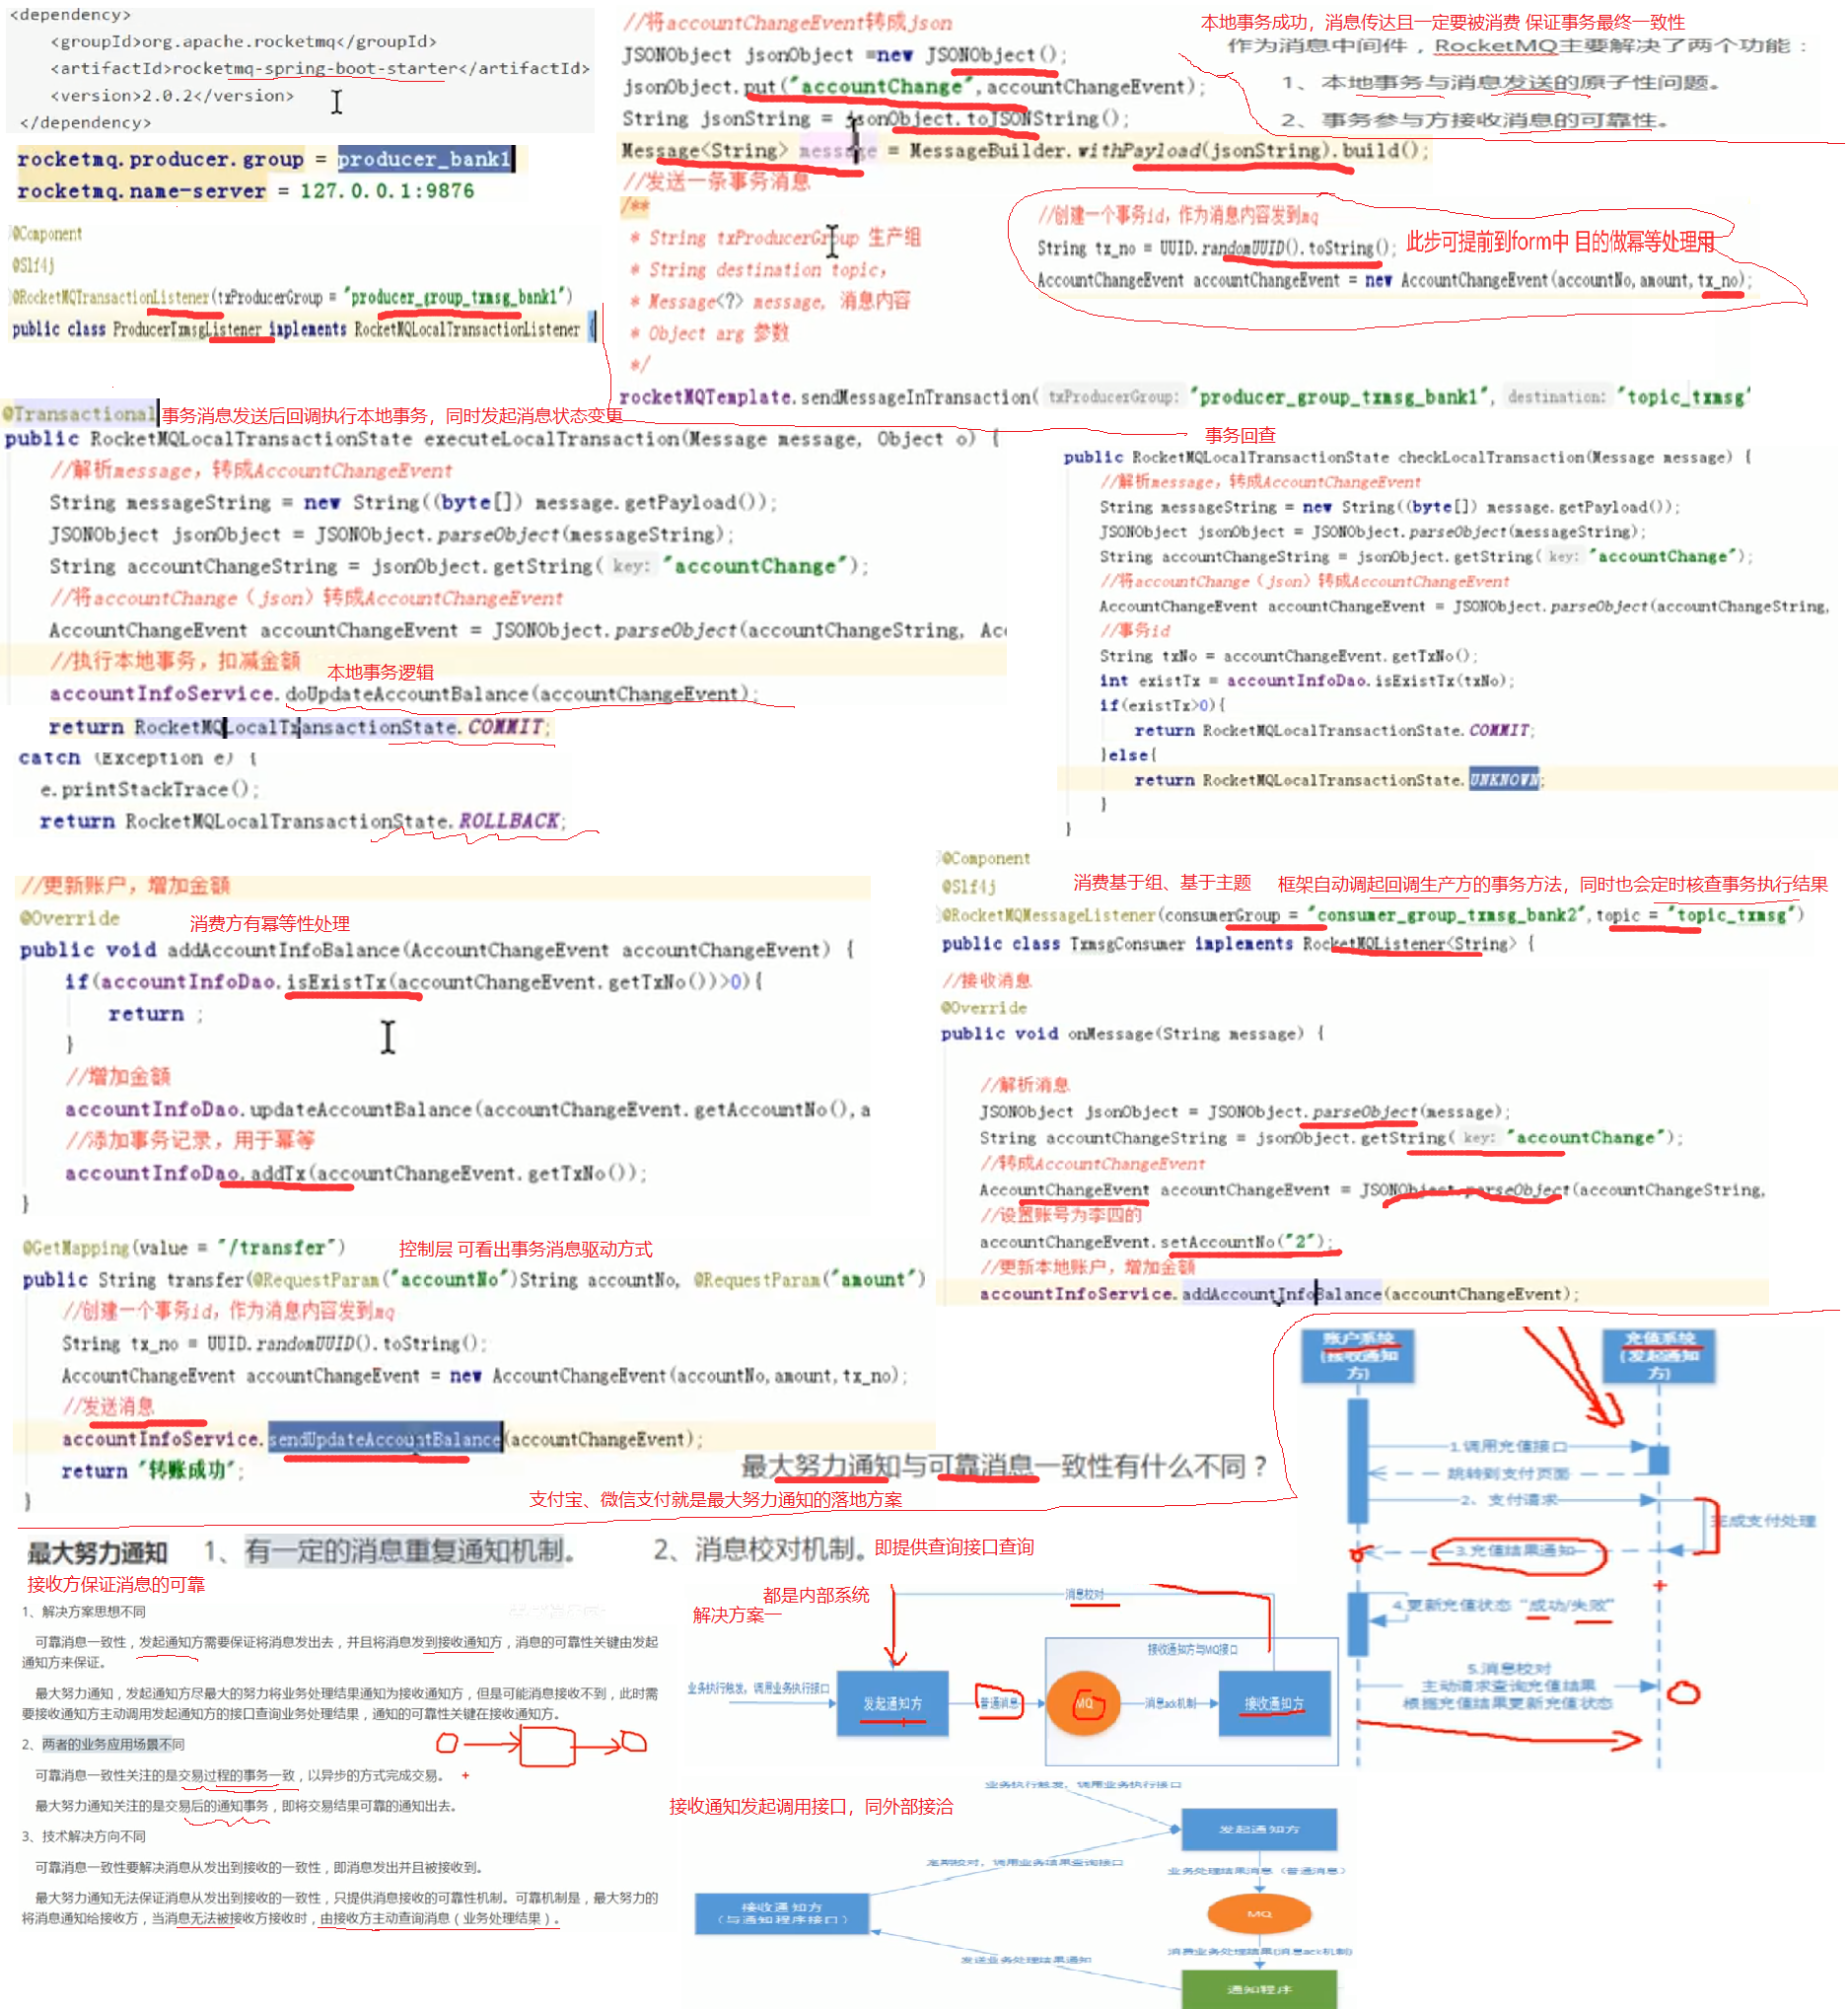 <dependency>
<groupId>org.apache.rocketmq</groupId>
<artifactId>rocketmq-spring-boot-starter</artifactId>
<version>2.0.2</version>
</dependency>
rocketmq.producer.group = producer_bank1
rocketmq.name-server = 127.0.0.1:9876
@Component
@Slf4j
@RocketMQTransactionListener(txProducerGroup = "producer_group_txmsg_bank1")
public class ProducerTxmsgListener implements RocketMQLocalTransactionListener {
//将accountChangeEvent转成json
JSONObject jsonObject =new JSONObject();
jsonObject.put("accountChange",accountChangeEvent);
String jsonString = jsonObject.toJSONString();
Message<String> message = MessageBuilder.withPayload(jsonString).build();
//发送一条事务消息
/**
* String txProducerGroup 生产组
* String destination topic,
* Message<?> message, 消息内容
* Object arg 参数
*/
rocketMQTemplate.sendMessageInTransaction( txProducerGroup: "producer_group_txmsg_bank1", destination: "topic_txmsg"
本地事务成功，消息传达且一定要被消费 保证事务最终一致性
作为消息中间件，RocketMQ主要解决了两个功能：
1、本地事务与消息发送的原子性问题。
2、事务参与方接收消息的可靠性。
//创建一个事务id，作为消息内容发到mq
String tx_no = UUID.randomUUID().toString(); 此步可提前到form中 目的做幂等处理用
AccountChangeEvent accountChangeEvent = new AccountChangeEvent(accountNo,amount,tx_no);
@Transactional 事务消息发送后回调执行本地事务，同时发起消息状态变更
public RocketMQLocalTransactionState executeLocalTransaction(Message message, Object o) {
//解析message，转成AccountChangeEvent
String messageString = new String((byte[]) message.getPayload());
JSONObject jsonObject = JSONObject.parseObject(messageString);
String accountChangeString = jsonObject.getString( key: "accountChange");
//将accountChange（json）转成AccountChangeEvent
AccountChangeEvent accountChangeEvent = JSONObject.parseObject(accountChangeString, Acc
//执行本地事务，扣减金额
本地事务逻辑
accountInfoService.doUpdateAccountBalance(accountChangeEvent);
return RocketMQLocalTransactionState.COMMIT;
catch (Exception e) {
e.printStackTrace();
return RocketMQLocalTransactionState.ROLLBACK;
事务回查
public RocketMQLocalTransactionState checkLocalTransaction(Message message) {
//解析message，转成AccountChangeEvent
String messageString = new String((byte[]) message.getPayload());
JSONObject jsonObject = JSONObject.parseObject(messageString);
String accountChangeString = jsonObject.getString( key: "accountChange");
//将accountChange（json）转成AccountChangeEvent
AccountChangeEvent accountChangeEvent = JSONObject.parseObject(accountChangeString,
//事务id
String txNo = accountChangeEvent.getTxNo();
int existTx = accountInfoDao.isExistTx(txNo);
if(existTx>0){
return RocketMQLocalTransactionState.COMMIT;
}else{
return RocketMQLocalTransactionState.UNKNOWN;
}
}
//更新账户，增加金额
@Override
消费方有幂等性处理
public void addAccountInfoBalance(AccountChangeEvent accountChangeEvent) {
if(accountInfoDao.isExistTx(accountChangeEvent.getTxNo())>0){
return ;
}
//增加金额
accountInfoDao.updateAccountBalance(accountChangeEvent.getAccountNo(),a
//添加事务记录，用于幂等
accountInfoDao.addTx(accountChangeEvent.getTxNo());
}
@Component
@Slf4j
消费基于组、基于主题 框架自动调起回调生产方的事务方法，同时也会定时核查事务执行结果
@RocketMQMessageListener(consumerGroup = "consumer_group_txmsg_bank2",topic = "topic_txmsg")
public class TxmsgConsumer implements RocketMQListener<String> {
//接收消息
@Override
public void onMessage(String message) {
//解析消息
JSONObject jsonObject = JSONObject.parseObject(message);
String accountChangeString = jsonObject.getString( key: "accountChange");
//转成AccountChangeEvent
AccountChangeEvent accountChangeEvent = JSONObject.parseObject(accountChangeString,
//设置账号为李四的
accountChangeEvent.setAccountNo("2");
//更新本地账户，增加金额
accountInfoService.addAccountInfoBalance(accountChangeEvent);
@GetMapping(value = "/transfer")
控制层 可看出事务消息驱动方式
public String transfer(@RequestParam("accountNo")String accountNo, @RequestParam("amount")
//创建一个事务id，作为消息内容发到mq
String tx_no = UUID.randomUUID().toString();
AccountChangeEvent accountChangeEvent = new AccountChangeEvent(accountNo,amount,tx_no);
//发送消息
accountInfoService.sendUpdateAccountBalance(accountChangeEvent);
return "转账成功";
}
最大努力通知与可靠消息一致性有什么不同？
支付宝、微信支付就是最大努力通知的落地方案
最大努力通知
1、有一定的消息重复通知机制。
2、消息校对机制。即提供查询接口查询
接收方保证消息的可靠
1、解决方案思想不同
可靠消息一致性，发起通知方需要保证将消息发出去，并且将消息发到接收通知方，消息的可靠性关键由发起
通知方来保证。
最大努力通知，发起通知方尽最大的努力将业务处理结果通知为接收通知方，但是可能消息接收不到，此时需
要接收通知方主动调用发起通知方的接口查询业务处理结果，通知的可靠性关键在接收通知方。
2、两者的业务应用场景不同
可靠消息一致性关注的是交易过程的事务一致，以异步的方式完成交易。
最大努力通知关注的是交易后的通知事务，即将交易结果可靠的通知出去。
3、技术解决方向不同
可靠消息一致性要解决消息从发出到接收的一致性，即消息发出并且被接收到。
最大努力通知无法保证消息从发出到接收的一致性，只提供消息接收的可靠性机制。可靠机制是，最大努力的
将消息通知给接收方，当消息无法被接收方接收时，由接收方主动查询消息（业务处理结果）。
都是内部系统
解决方案一
消息校对
接收通知方与MQ接口
业务执行触发，调用业务执行接口
发起通知方
普通消息
MQ
消息ack机制
接收通知方
账户系统
(接收通知
方)
充值系统
(发起通知
方)
1.调用充值接口
跳转到支付页面
2、支付请求
完成支付处理
3.充值结果通知
4.更新充值状态 "成功/失败"
5.消息校对
主动请求查询充值结果
根据充值结果更新充值状态
接收通知发起调用接口，同外部接洽
业务执行触发，调用业务执行接口
发起通知方
定期校对，调用业务结果查询接口
业务处理结果消息（普通消息）
接收通知方
（与通知程序接口）
MQ
消费业务处理结果(消息ack机制)
发送业务处理结果通知
通知程序